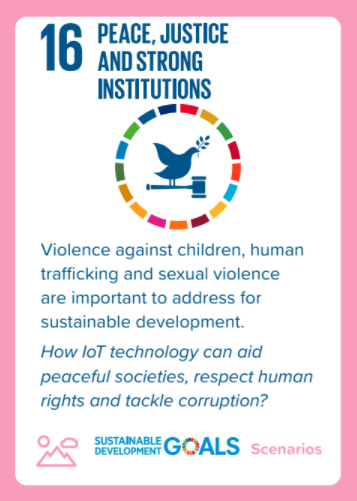 16 PEACE, JUSTICE
AND STRONG
INSTITUTIONS
Violence against children, human
trafficking and sexual violence
are important to address for
sustainable development.
How IoT technology can aid
peaceful societies, respect human
rights and tackle corruption?
SUSTAINABLE
DEVELOPMENT GOALS
Scenarios